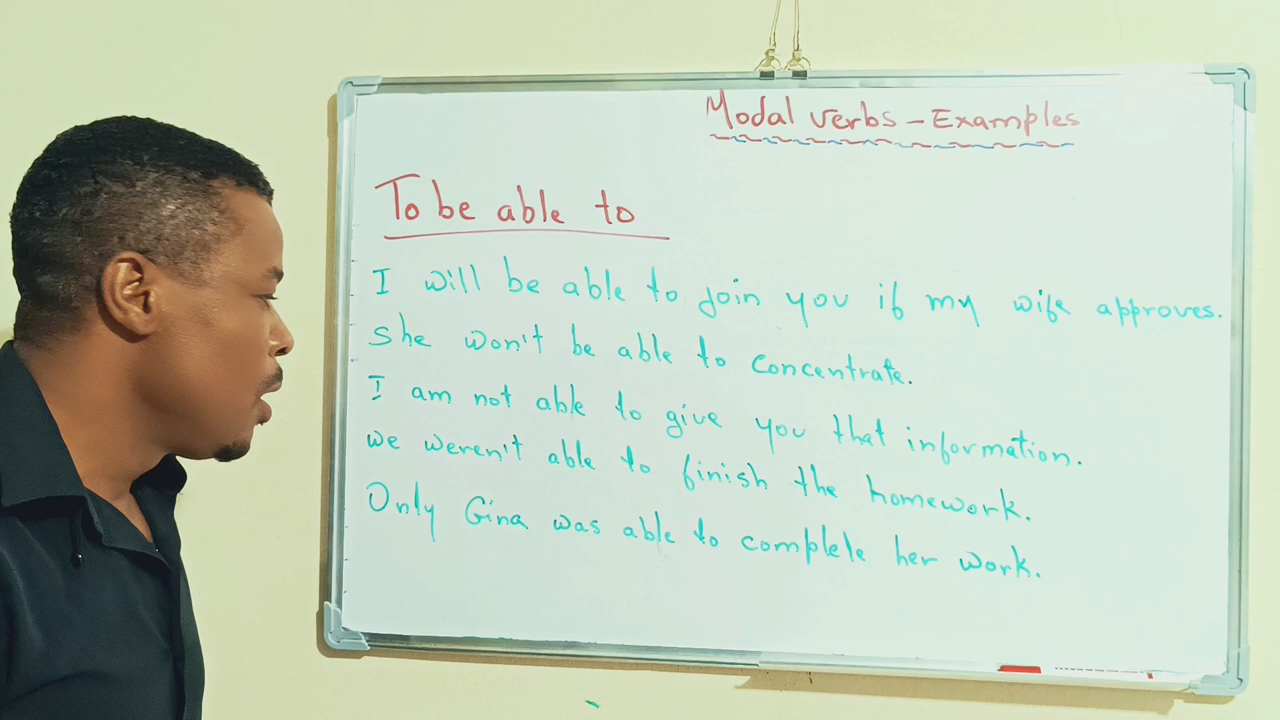 Modal verbs - Examples
To be able to
I will be able to join you if my wife approves.
She won't be able to concentrate.
I am not able to give you that information.
We weren't able to finish the homework.
Only Gina was able to complete her work.